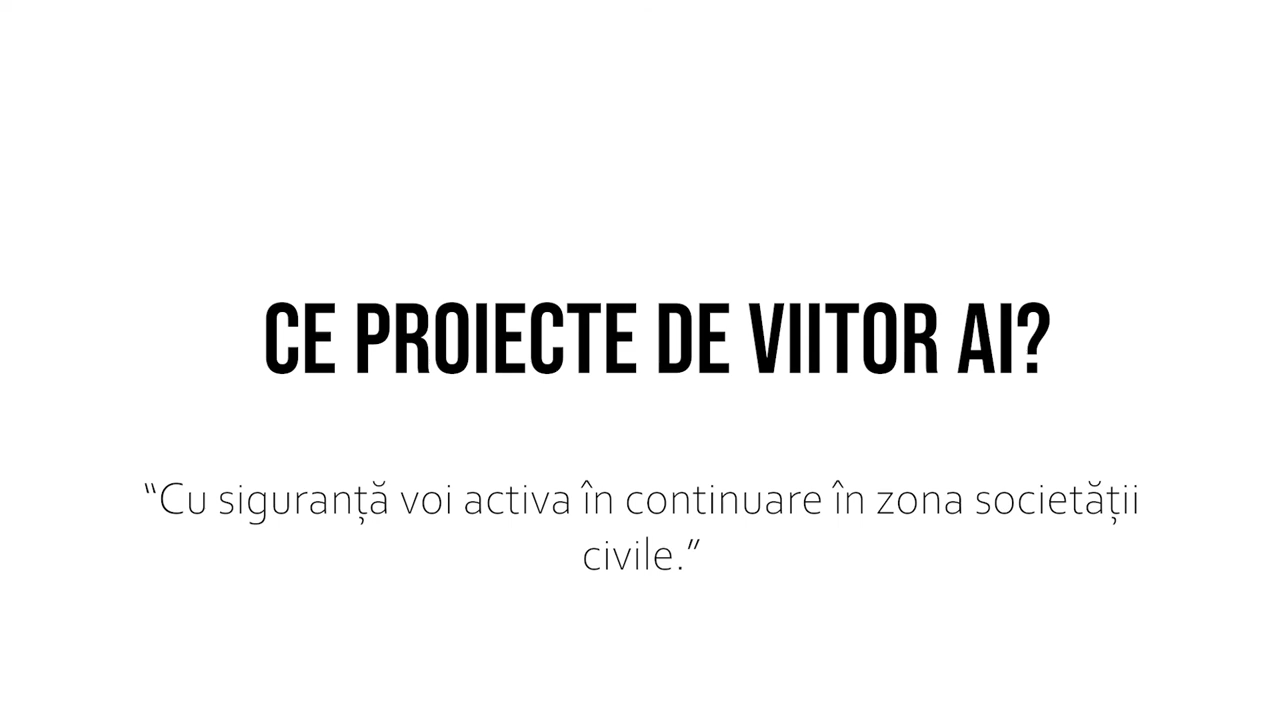 CE PROIECTE DE VIITOR AI?
“Cu siguranță voi activa în continuare în zona societății
civile.”